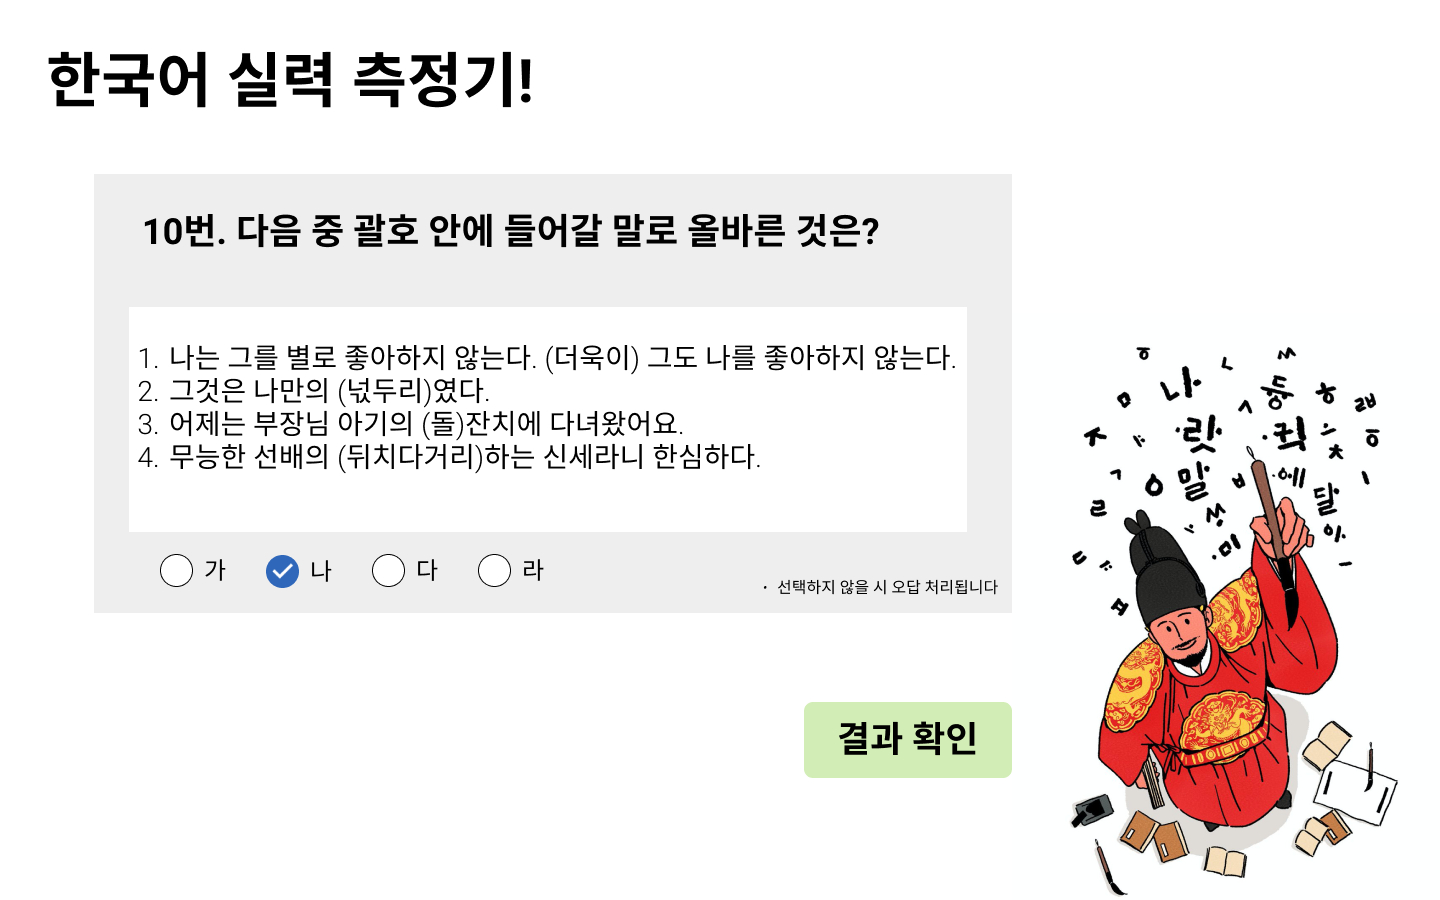 한국어 실력 측정기!
10번. 다음 중 괄호 안에 들어갈 말로 올바른 것은?
1. 나는 그를 별로 좋아하지 않는다. (더욱이) 그도 나를 좋아하지 않는다.
2. 그것은 나만의 (넋두리)였다.
3. 어제는 부장님 아기의 (돌)잔치에 다녀왔어요.
4. 무능한 선배의 (뒤치다거리)하는 신세라니 한심하다.
가 나 다 라
· 선택하지 않을 시 오답 처리됩니다
결과 확인
나
랏
말
에
달